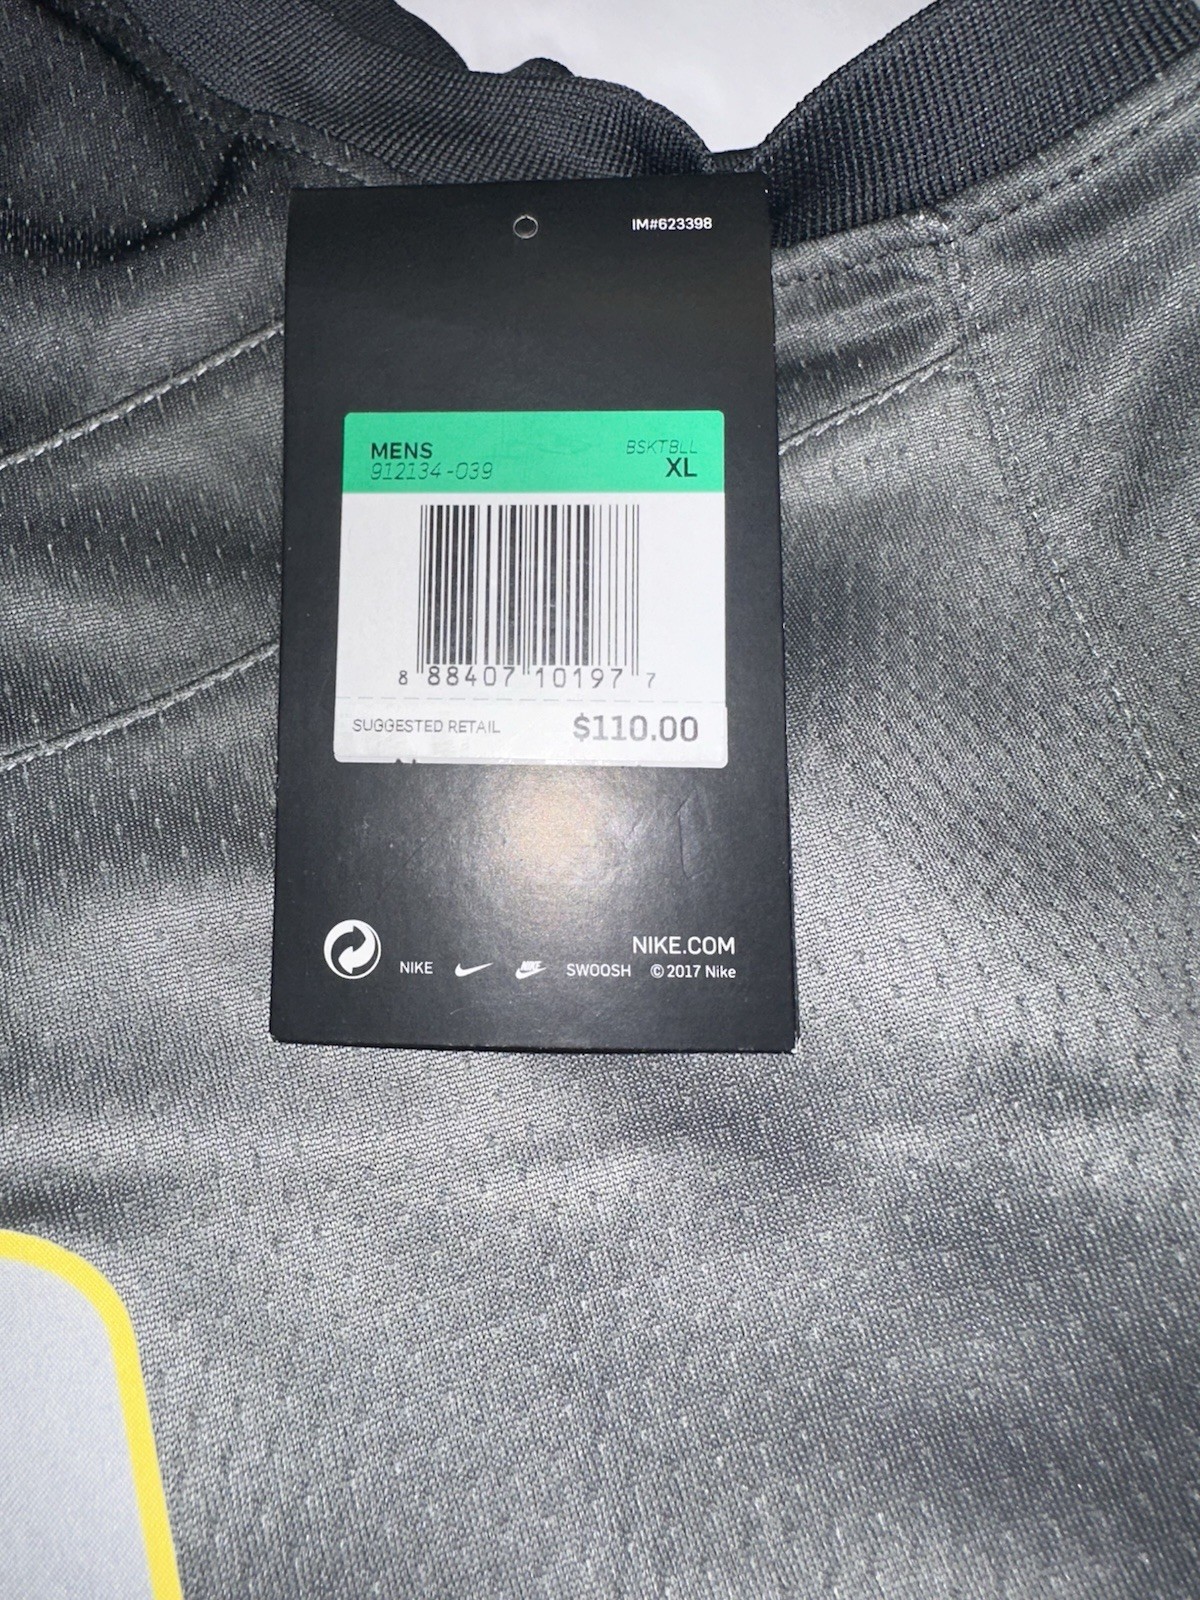 IM#623398
MENS
BSKTBLL
912134-039
XL
8 88407 10197 7
SUGGESTED RETAIL $110.00
NIKE.COM
NIKE NIKE SWOOSH © 2017 Nike